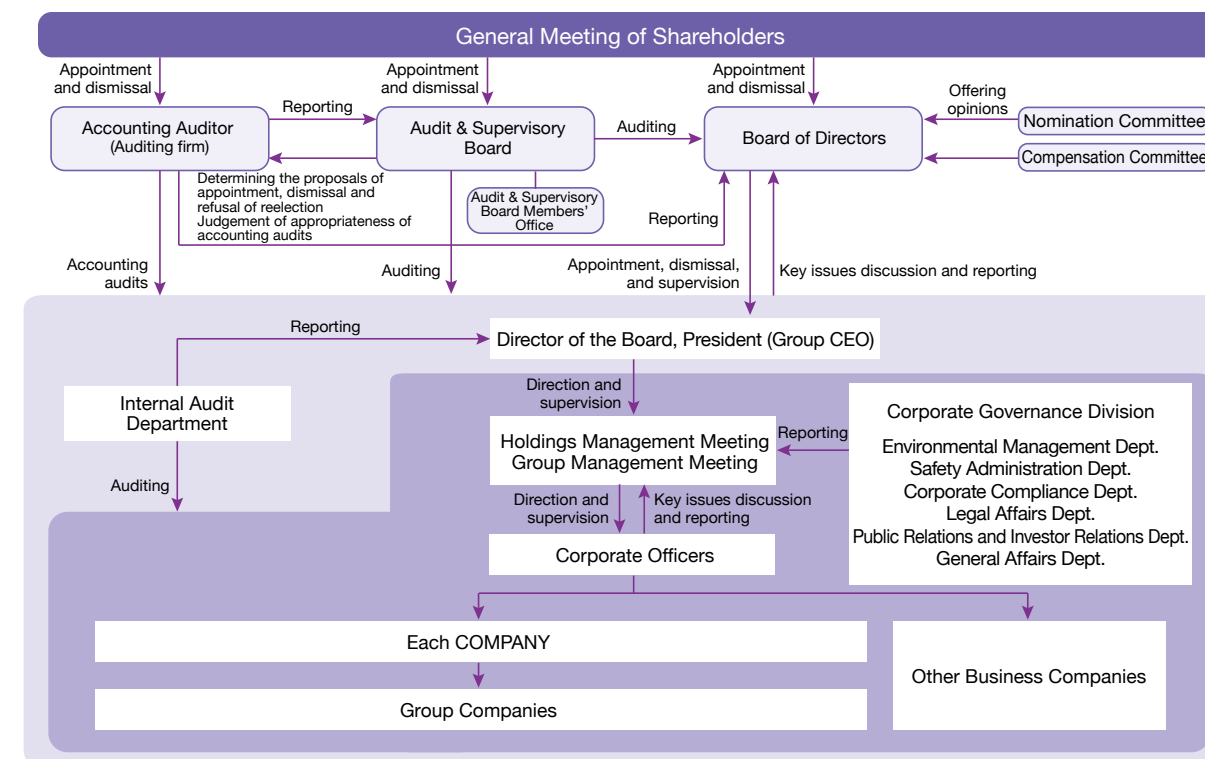 General Meeting of Shareholders
Appointment
and dismissal
Appointment
and dismissal
Appointment
and dismissal
Reporting
Offering
opinions
Accounting Auditor
(Auditing firm)
Audit & Supervisory
Board
Auditing
Board of Directors
Nomination Committee
Compensation Committee
Determining the proposals of
appointment, dismissal and
refusal of reelection
Judgement of appropriateness of
accounting audits
Audit & Supervisory
Board Members'
Office
Reporting
Accounting
audits
Auditing
Appointment, dismissal,
and supervision
Key issues discussion and reporting
Reporting
Director of the Board, President (Group CEO)
Internal Audit
Department
Direction and
supervision
Holdings Management Meeting
Group Management Meeting
Reporting
Corporate Governance Division
Environmental Management Dept.
Safety Administration Dept.
Corporate Compliance Dept.
Legal Affairs Dept.
Public Relations and Investor Relations Dept.
General Affairs Dept.
Auditing
Direction and
supervision
Key issues discussion
and reporting
Corporate Officers
Each COMPANY
Group Companies
Other Business Companies